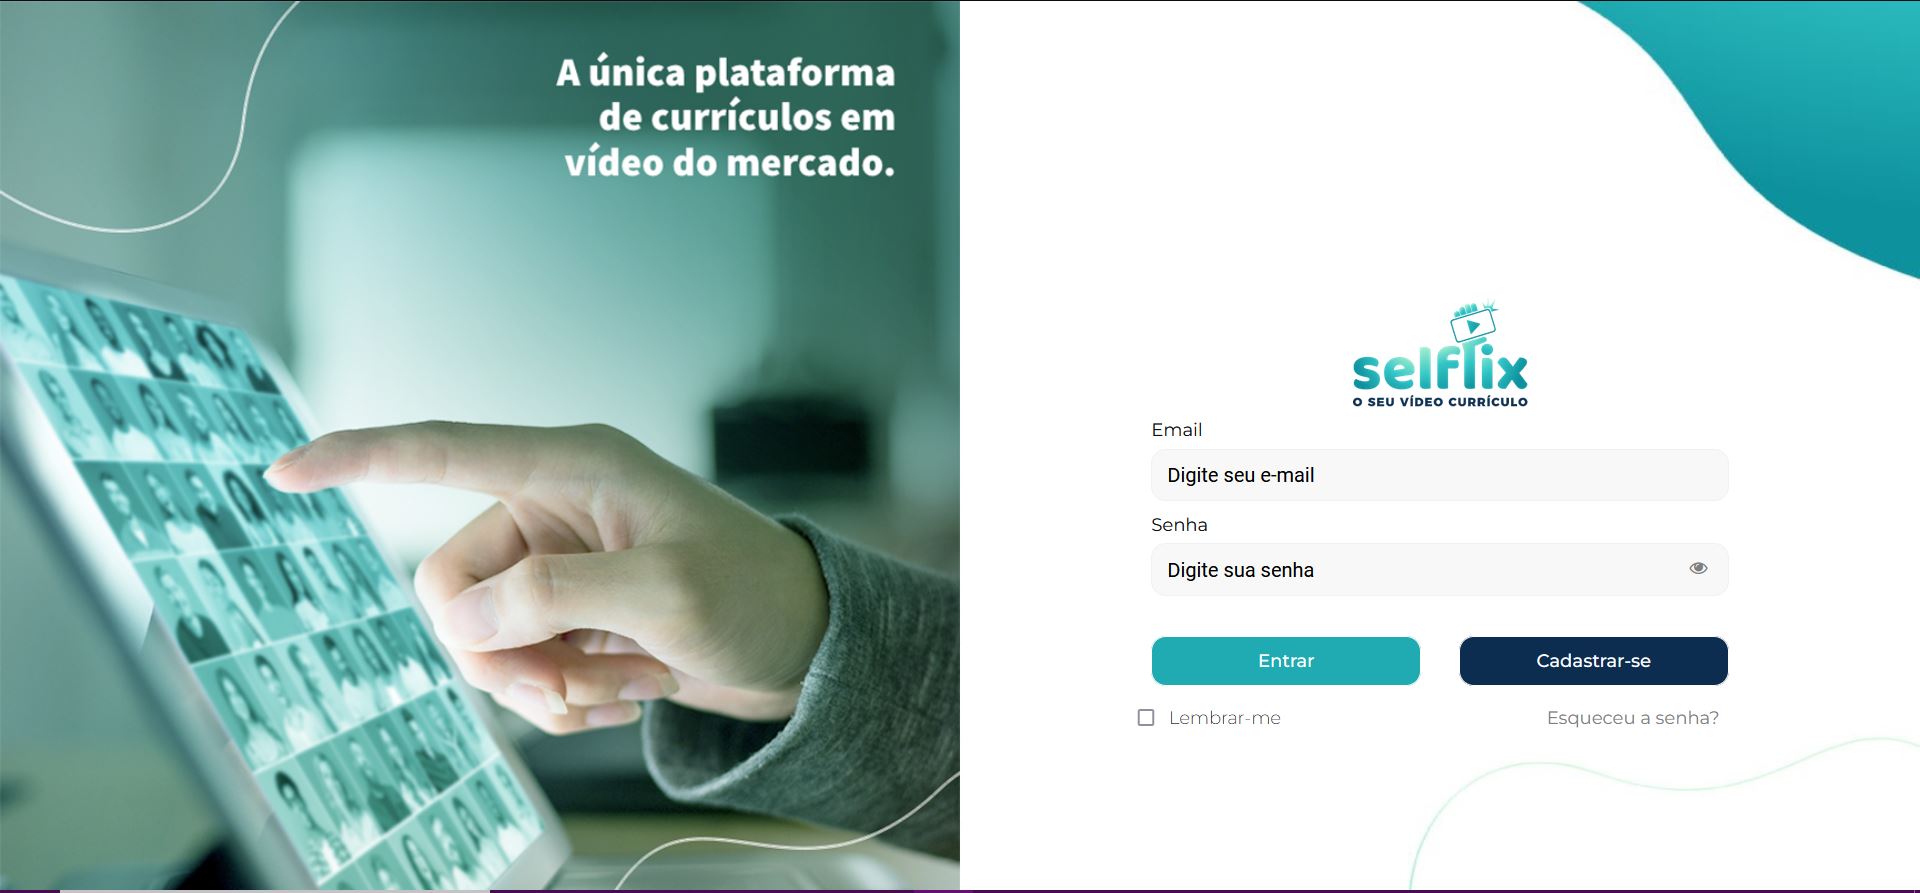 A única plataforma
de currículos em
vídeo do mercado.
selflix
O SEU VÍDEO CURRÍCULO
Email
Digite seu e-mail
Senha
Digite sua senha
Entrar
Cadastrar-se
Lembrar-me
Esqueceu a senha?